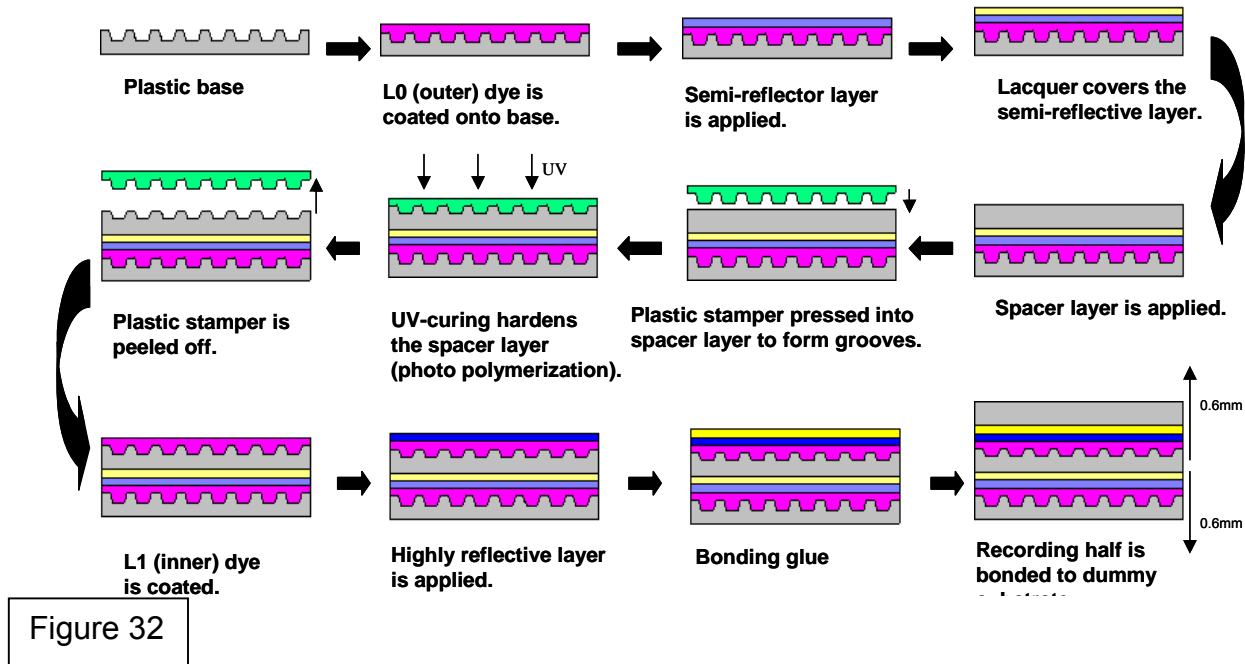 Plastic base
L0 (outer) dye is
coated onto base.
Semi-reflector layer
is applied.
Lacquer covers the
semi-reflective layer.
UV
Plastic stamper is
peeled off.
UV-curing hardens
the spacer layer
(photo polymerization).
Plastic stamper pressed into
spacer layer to form grooves.
Spacer layer is applied.
0.6mm
0.6mm
L1 (inner) dye
is coated.
Highly reflective layer
is applied.
Bonding glue
Recording half is
bonded to dummy
Figure 32